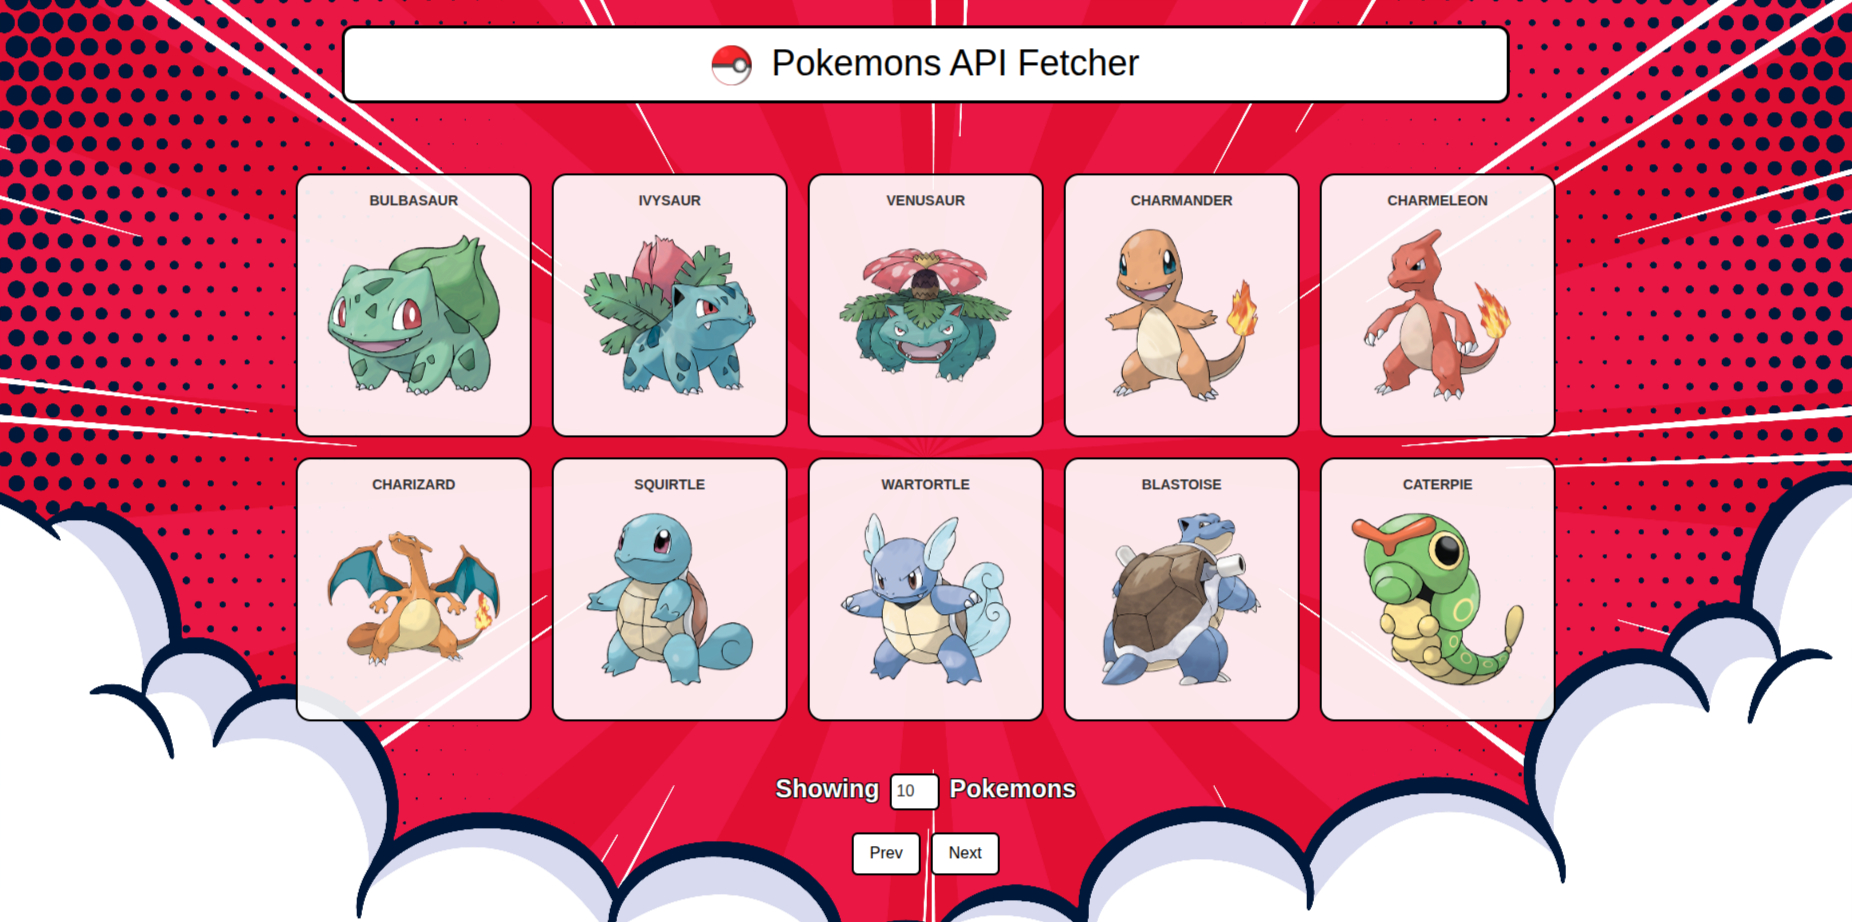 Pokemons API Fetcher
BULBASAUR
IVYSAUR
VENUSAUR
CHARMANDER
CHARMELEON
CHARIZARD
SQUIRTLE
WARTORTLE
BLASTOISE
CATERPIE
Showing 10 Pokemons
Prev
Next